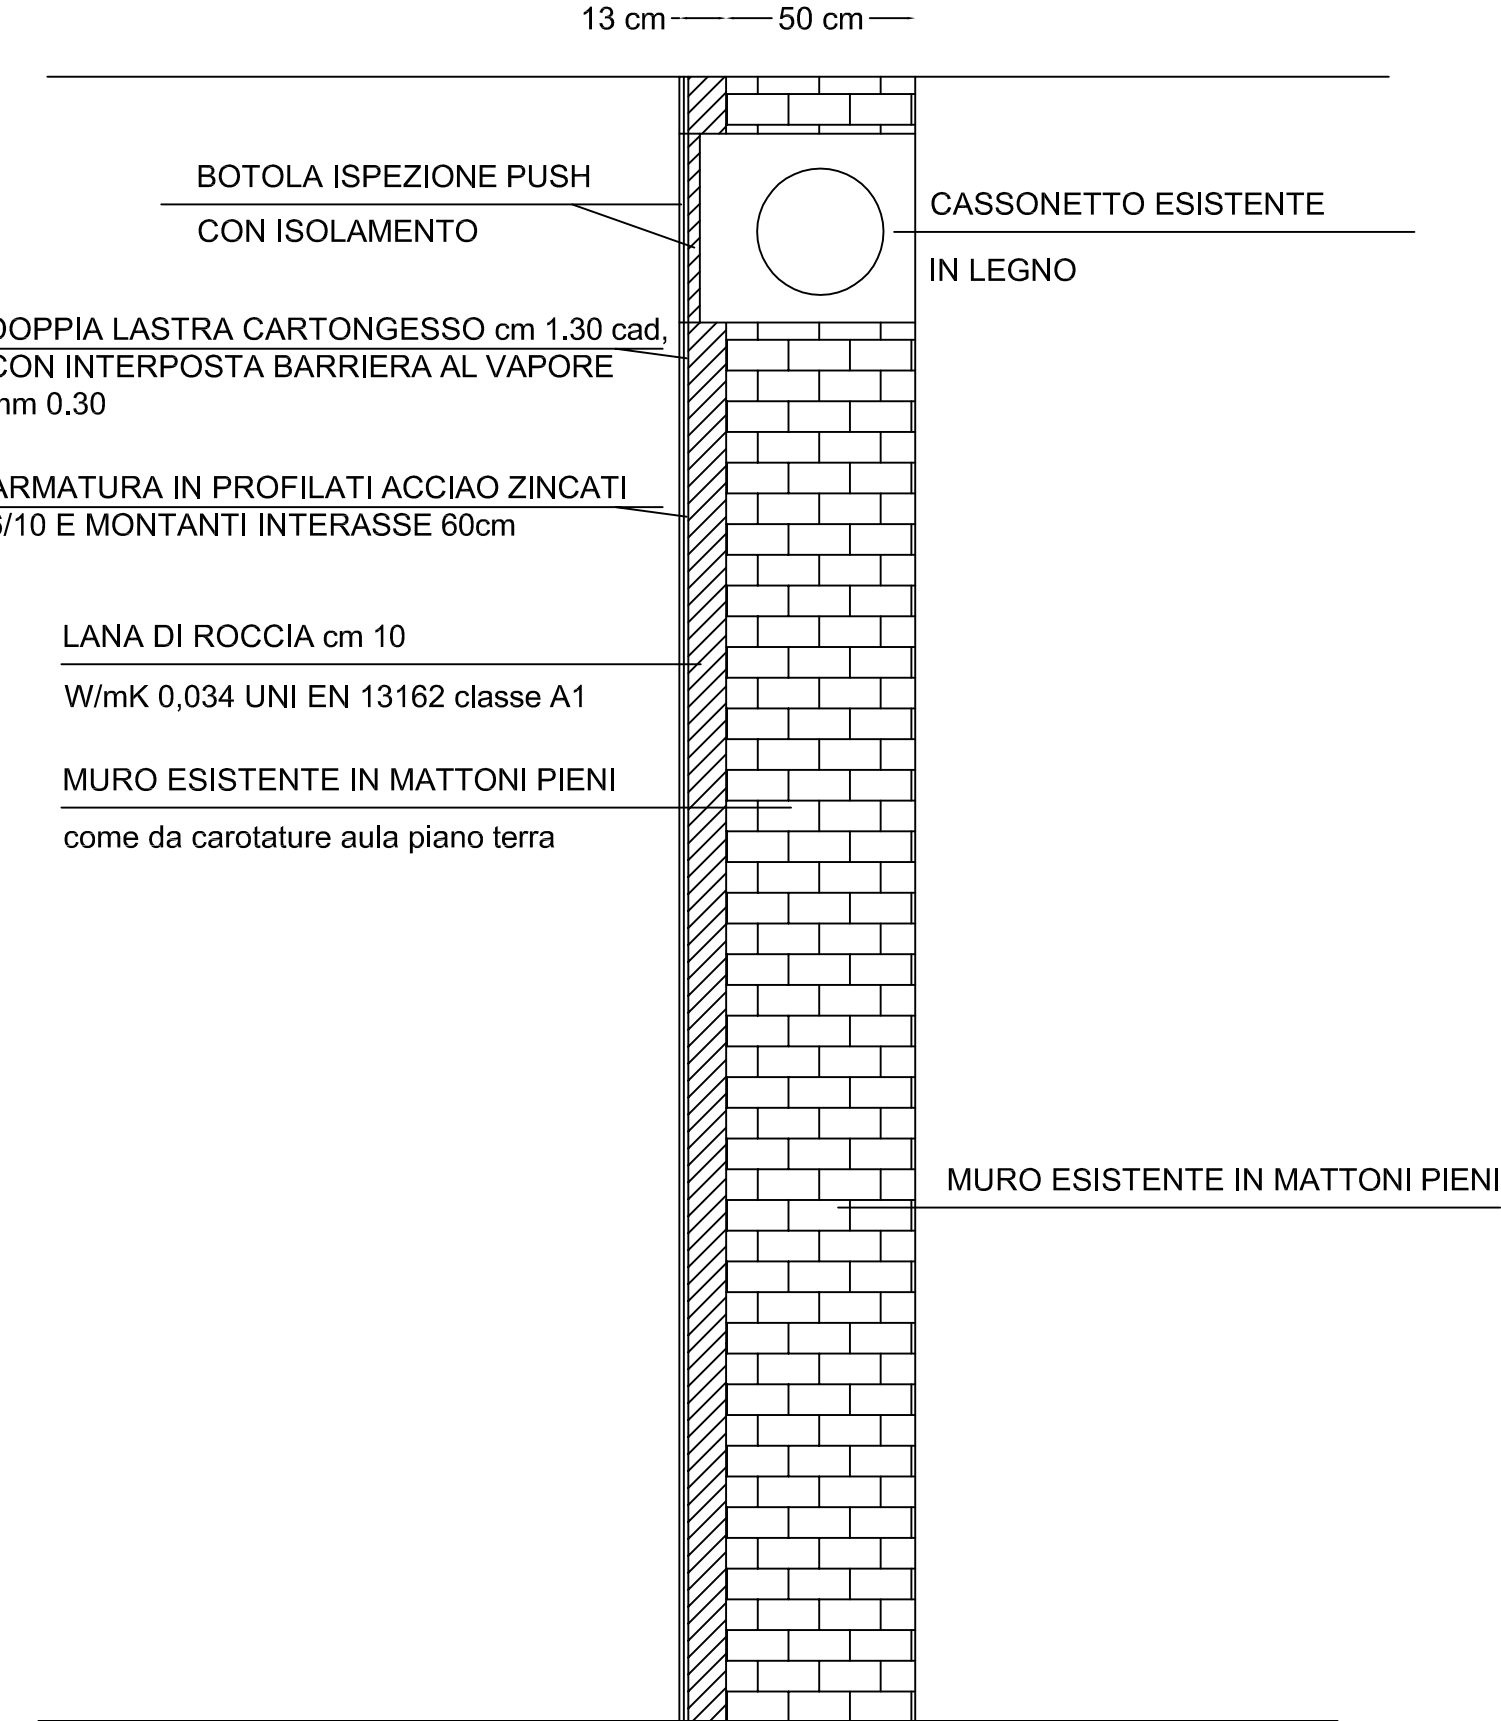 13 cm
50 cm
BOTOLA ISPEZIONE PUSH
CON ISOLAMENTO
CASSONETTO ESISTENTE
IN LEGNO
DOPPIA LASTRA CARTONGESSO cm 1.30 cad,
CON INTERPOSTA BARRIERA AL VAPORE
mm 0.30
ARMATURA IN PROFILATI ACCIAO ZINCATI
6/10 E MONTANTI INTERASSE 60cm
LANA DI ROCCIA cm 10
W/mK 0,034 UNI EN 13162 classe A1
MURO ESISTENTE IN MATTONI PIENI
come da carotature aula piano terra
MURO ESISTENTE IN MATTONI PIENI